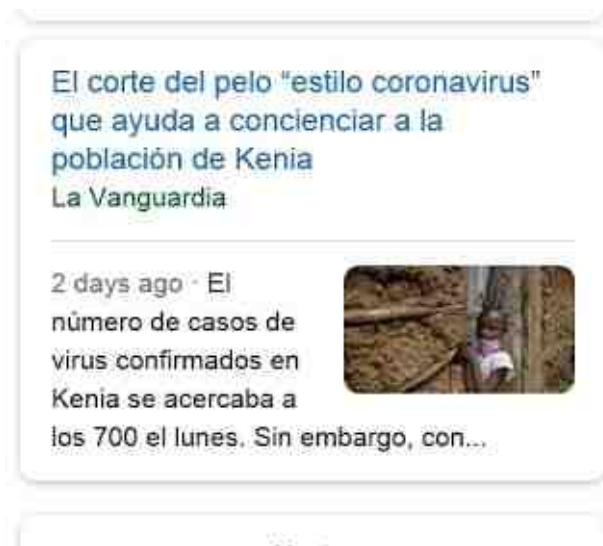 El corte del pelo “estilo coronavirus”
que ayuda a concienciar a la
población de Kenia
La Vanguardia
2 days ago · El
número de casos de
virus confirmados en
Kenia se acercaba a
los 700 el lunes. Sin embargo, con...